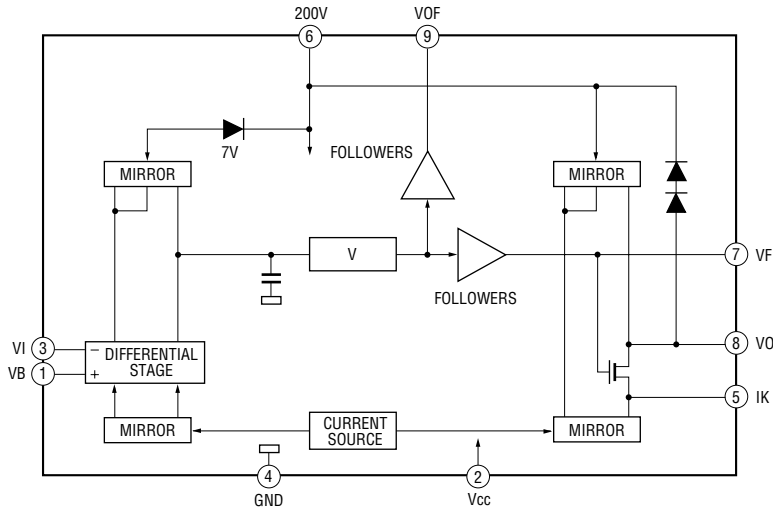 200V
VOF
6
9
7V
FOLLOWERS
MIRROR
MIRROR
V
7 VF
FOLLOWERS
VI 3
8 VO
− DIFFERENTIAL
STAGE
VB 1
+
5 IK
MIRROR
CURRENT
SOURCE
MIRROR
4
2
GND
Vcc